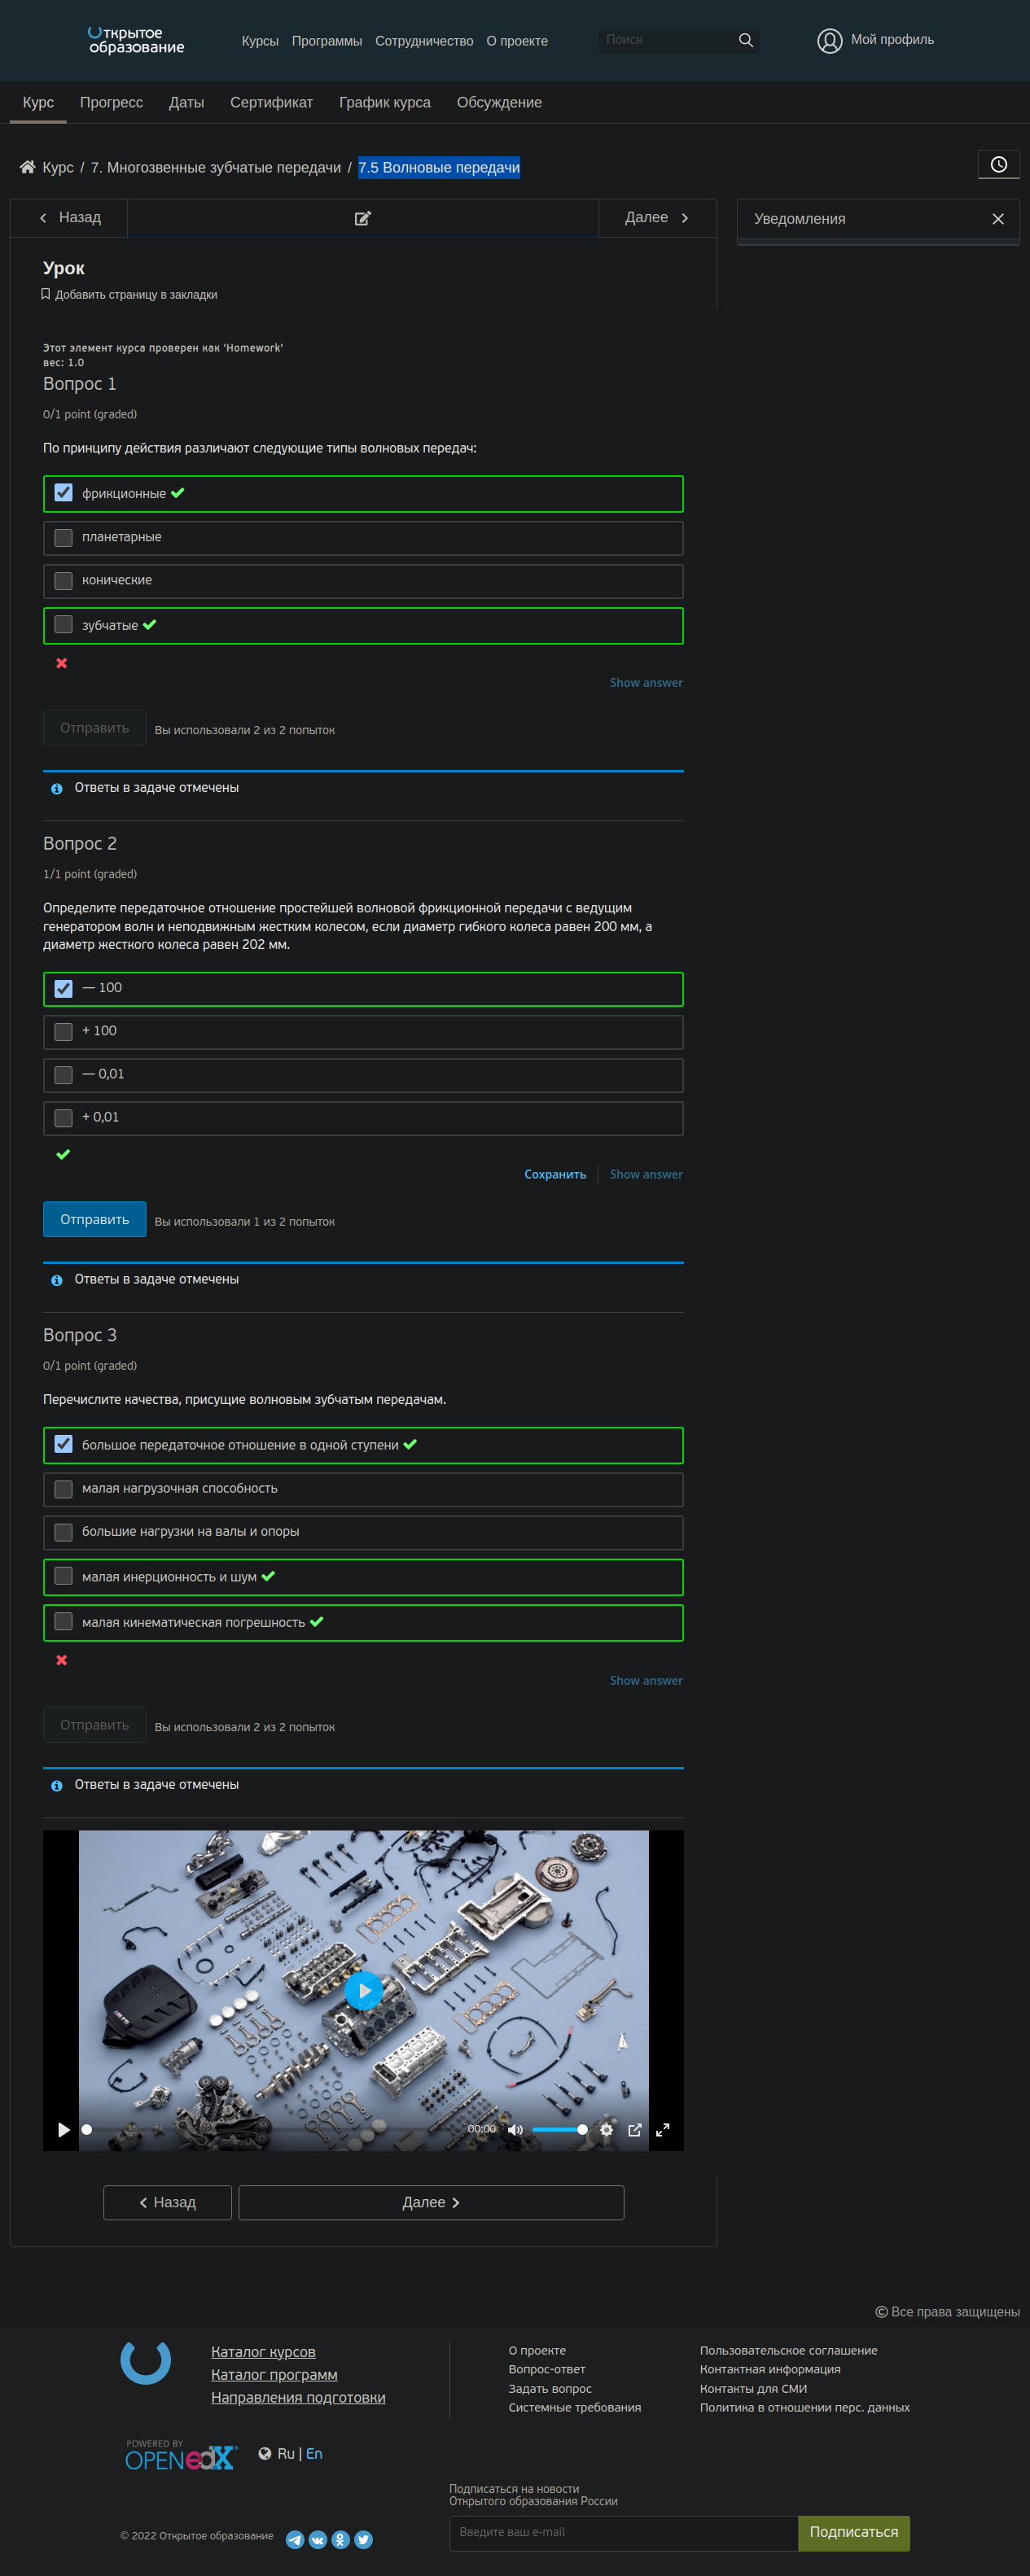 Открытое
образование
Курсы Программы Сотрудничество О проекте
Поиск
Мой профиль
Курс Прогресс Даты Сертификат График курса Обсуждение
Курс / 7. Многозвенные зубчатые передачи / 7.5 Волновые передачи
Назад
Далее
Уведомления
Урок
Добавить страницу в закладки
Этот элемент курса проверен как 'Homework'
вес: 1.0
Вопрос 1
0/1 point (graded)
По принципу действия различают следующие типы волновых передач:
фрикционные
планетарные
конические
зубчатые
Show answer
Отправить Вы использовали 2 из 2 попыток
Ответы в задаче отмечены
Вопрос 2
1/1 point (graded)
Определите передаточное отношение простейшей волновой фрикционной передачи с ведущим
генератором волн и неподвижным жестким колесом, если диаметр гибкого колеса равен 200 мм, а
диаметр жесткого колеса равен 202 мм.
— 100
+ 100
— 0,01
+ 0,01
Сохранить Show answer
Отправить Вы использовали 1 из 2 попыток
Ответы в задаче отмечены
Вопрос 3
0/1 point (graded)
Перечислите качества, присущие волновым зубчатым передачам.
большое передаточное отношение в одной ступени
малая нагрузочная способность
большие нагрузки на валы и опоры
малая инерционность и шум
малая кинематическая погрешность
Show answer
Отправить Вы использовали 2 из 2 попыток
Ответы в задаче отмечены
00:00
Назад
Далее
Все права защищены
Каталог курсов
Каталог программ
Направления подготовки
О проекте
Вопрос-ответ
Задать вопрос
Системные требования
Пользовательское соглашение
Контактная информация
Контакты для СМИ
Политика в отношении перс. данных
POWERED BY
OPEN edX
Ru | En
Подписаться на новости
Открытого образования России
Введите ваш e-mail
Подписаться
© 2022 Открытое образование